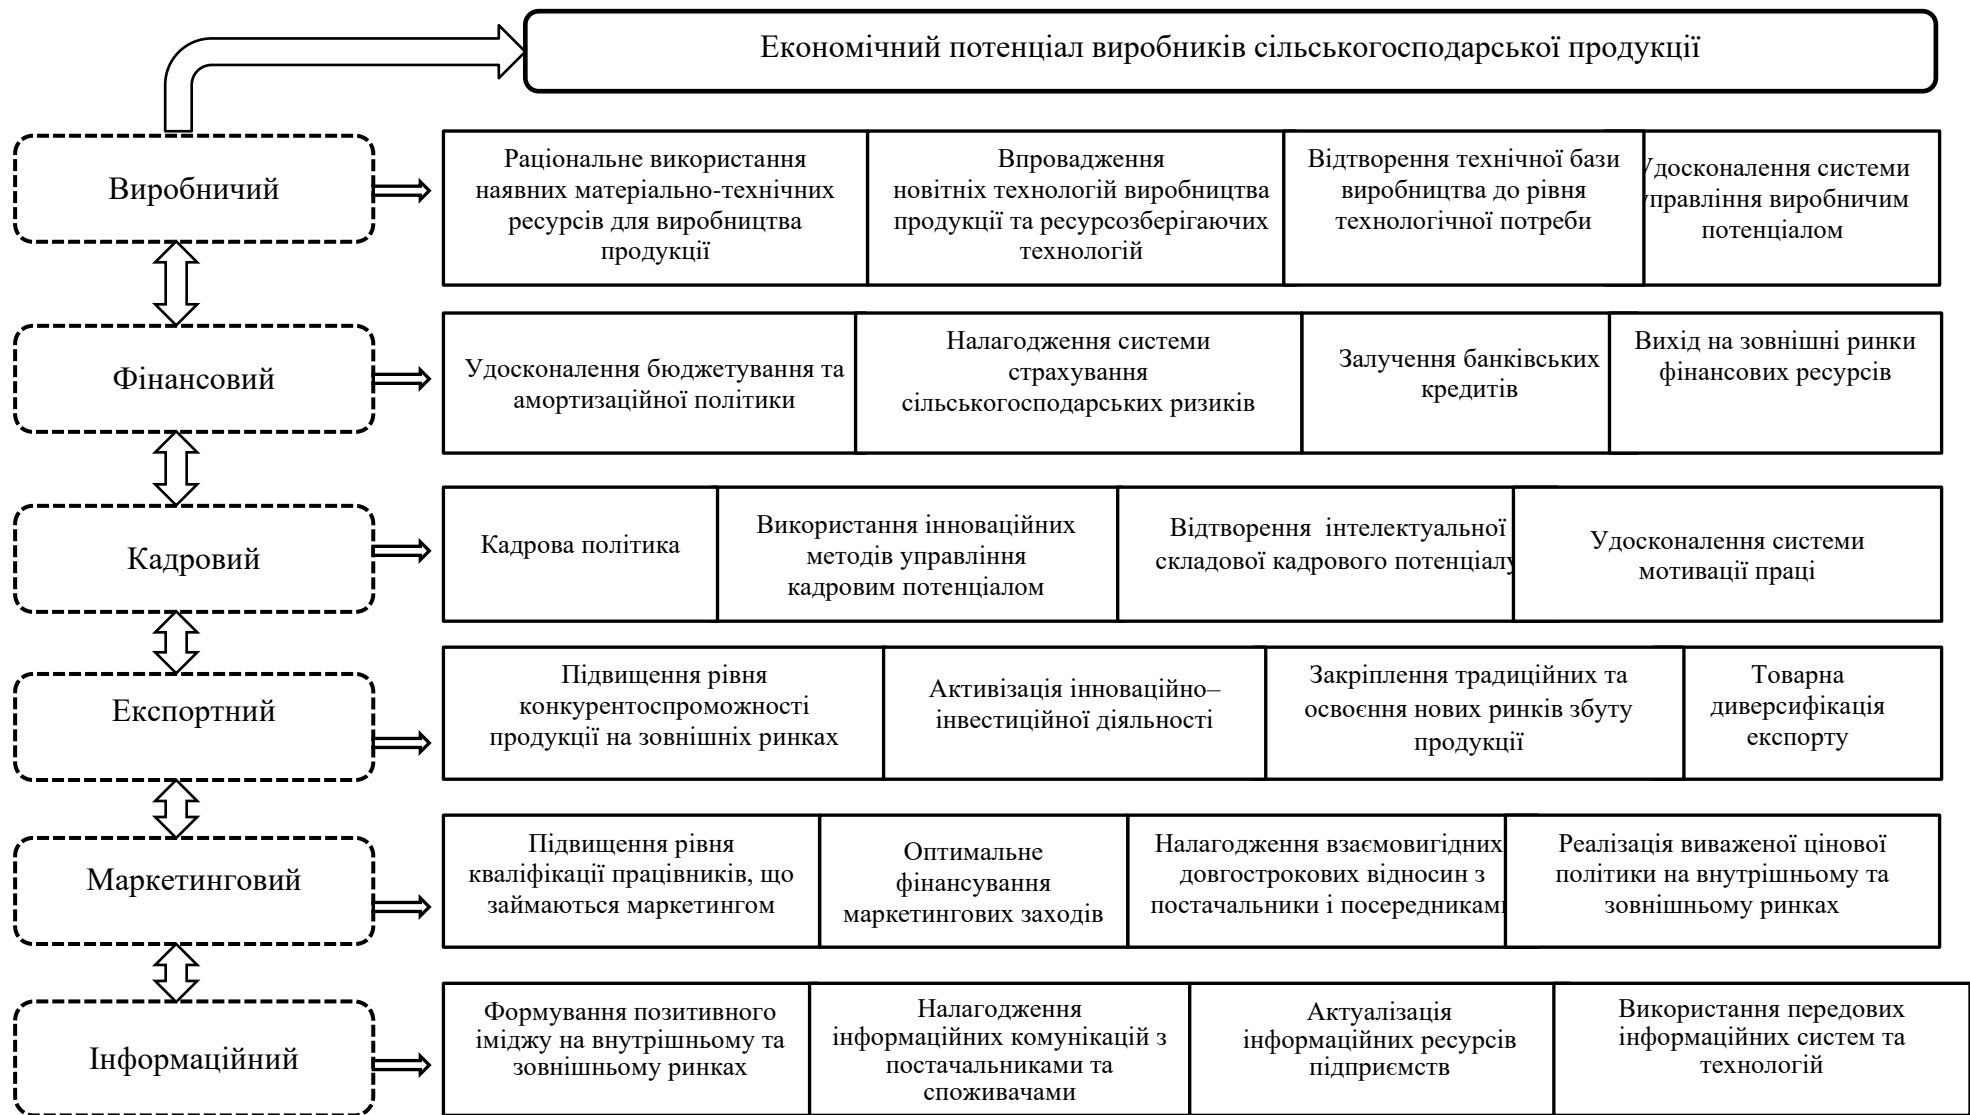 Економічний потенціал виробників сільськогосподарської продукції
Виробничий
Раціональне використання
наявних матеріально-технічних
ресурсів для виробництва
продукції
Впровадження
новітніх технологій виробництва
продукції та ресурсозберігаючих
технологій
Відтворення технічної бази
виробництва до рівня
технологічної потреби
Удосконалення системи
управління виробничим
потенціалом
Фінансовий
Удосконалення бюджетування та
амортизаційної політики
Налагодження системи
страхування
сільськогосподарських ризиків
Залучення банківських
кредитів
Вихід на зовнішні ринки
фінансових ресурсів
Кадровий
Кадрова політика
Використання інноваційних
методів управління
кадровим потенціалом
Відтворення інтелектуальної
складової кадрового потенціалу
Удосконалення системи
мотивації праці
Експортний
Підвищення рівня
конкурентоспроможності
продукції на зовнішніх ринках
Активізація інноваційно–
інвестиційної діяльності
Закріплення традиційних та
освоєння нових ринків збуту
продукції
Товарна
диверсифікація
експорту
Маркетинговий
Підвищення рівня
кваліфікації працівників, що
займаються маркетингом
Оптимальне
фінансування
маркетингових заходів
Налагодження взаємовигідних
довгострокових відносин з
постачальники і посередниками
Реалізація виваженої цінової
політики на внутрішньому та
зовнішньому ринках
Інформаційний
Формування позитивного
іміджу на внутрішньому та
зовнішньому ринках
Налагодження
інформаційних комунікацій з
постачальниками та
споживачами
Актуалізація
інформаційних ресурсів
підприємств
Використання передових
інформаційних систем та
технологій